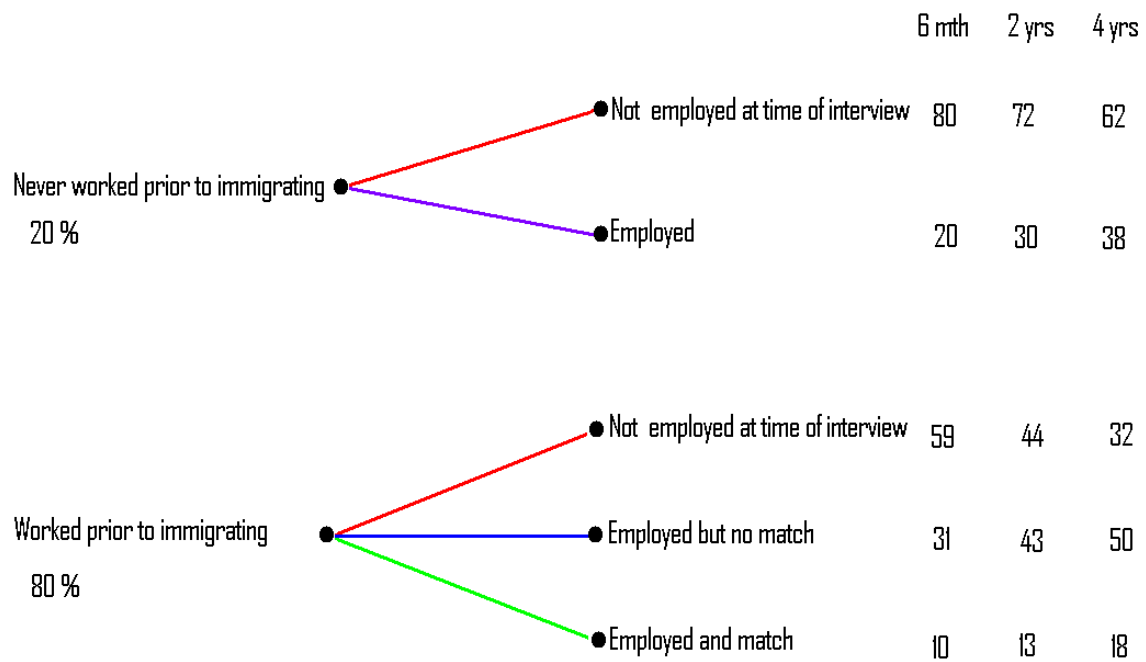 6 mth 2 yrs 4 yrs
Not employed at time of interview 80 72 62
Never worked prior to immigrating
20 %
Employed 20 30 38
Not employed at time of interview 59 44 32
Worked prior to immigrating
Employed but no match 31 43 50
80 %
Employed and match 10 13 18